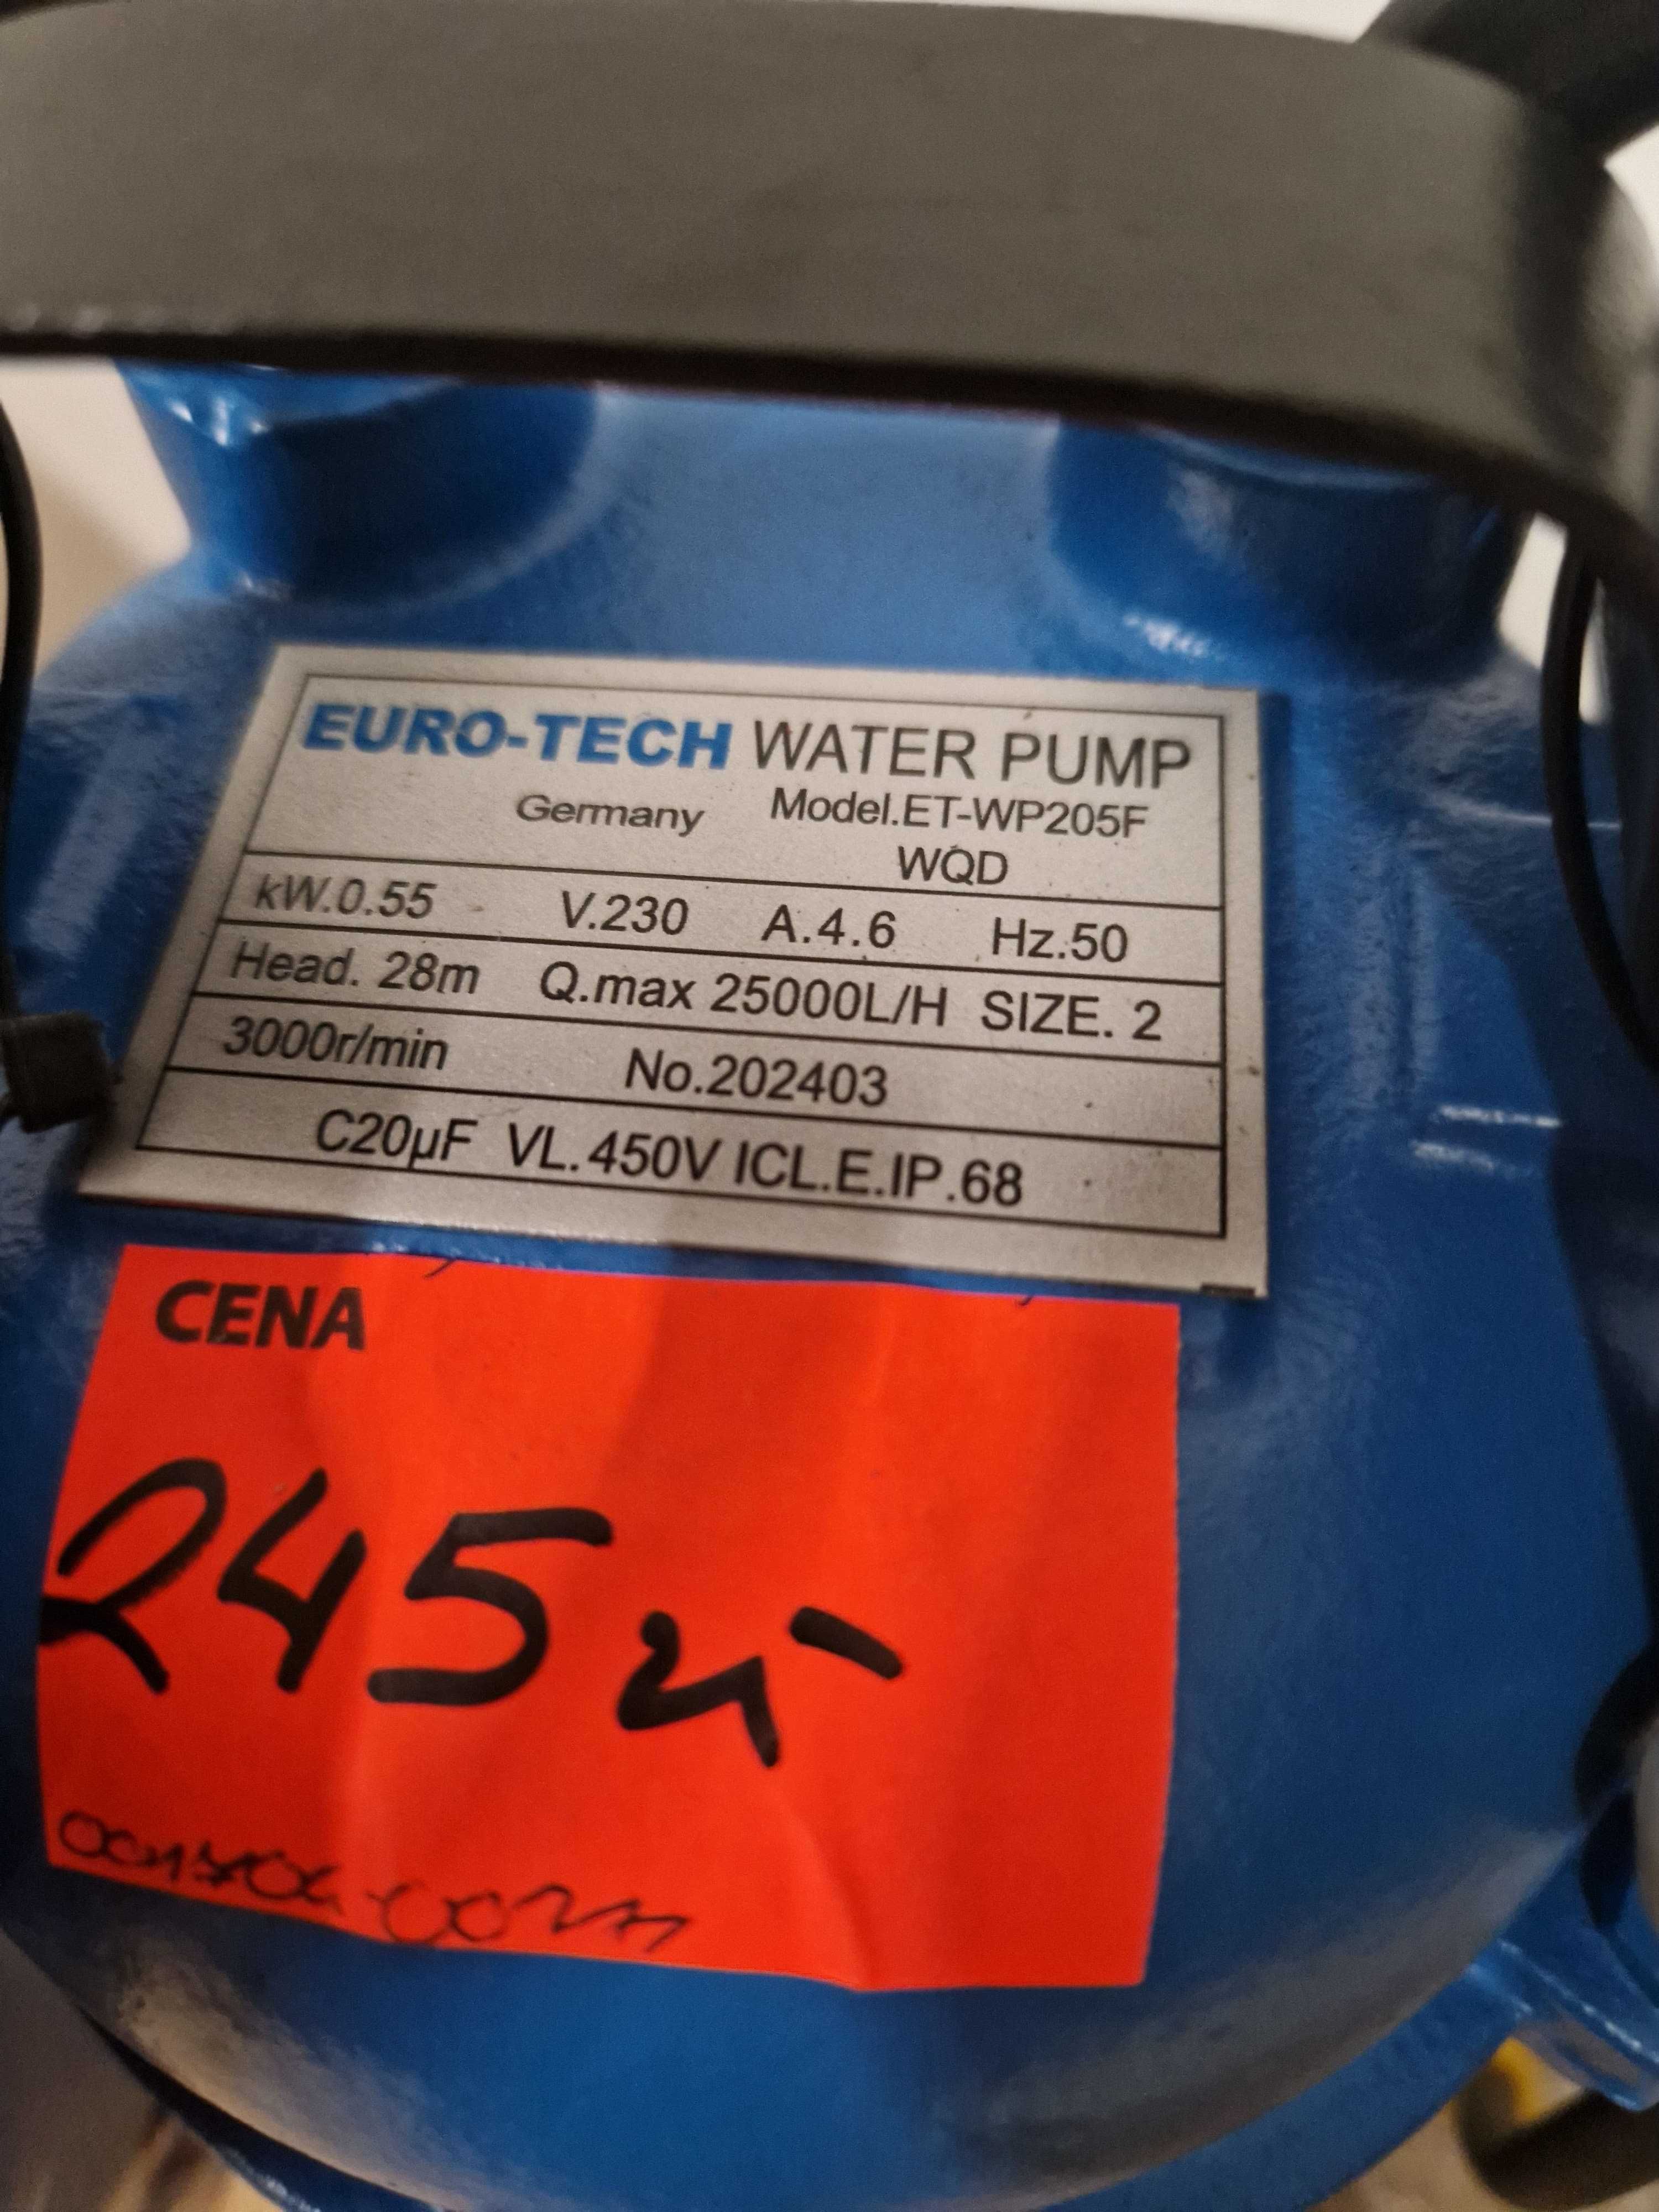 EURO-TECH WATER PUMP
Germany Model.ET-WP205F
WQD
kW.0.55 V.230 A.4.6 Hz.50
Head. 28m Q.max 25000L/H SIZE. 2
3000r/min No.202403
C20µF VL.450V ICL.E.IP.68
CENA
245zł